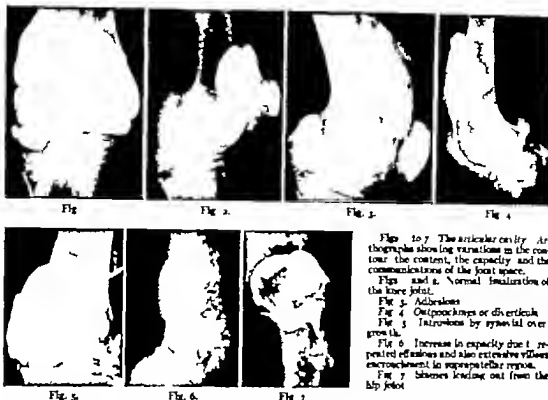 Fig
Fig 2.
Fig. 3.
Fig 4
Figs to 7 The articular cavity Ar
thographs showing variations in the con
tour the content, the capacity and the
communications of the joint space.
Figs and 2. Normal
the knee joint.
Fig 3. Adhesions
Fig 4 Outpouchings or diverticula
Fig 5 Intrusions by synovial over
growth.
Fig 6 Increase in capacity due t re-
peated effusions and also extensive villous
encroachment in suprapatellar region.
Fig 7 leading out from the
hip joint
Fig. 5.
Fig. 6.
Fig 7